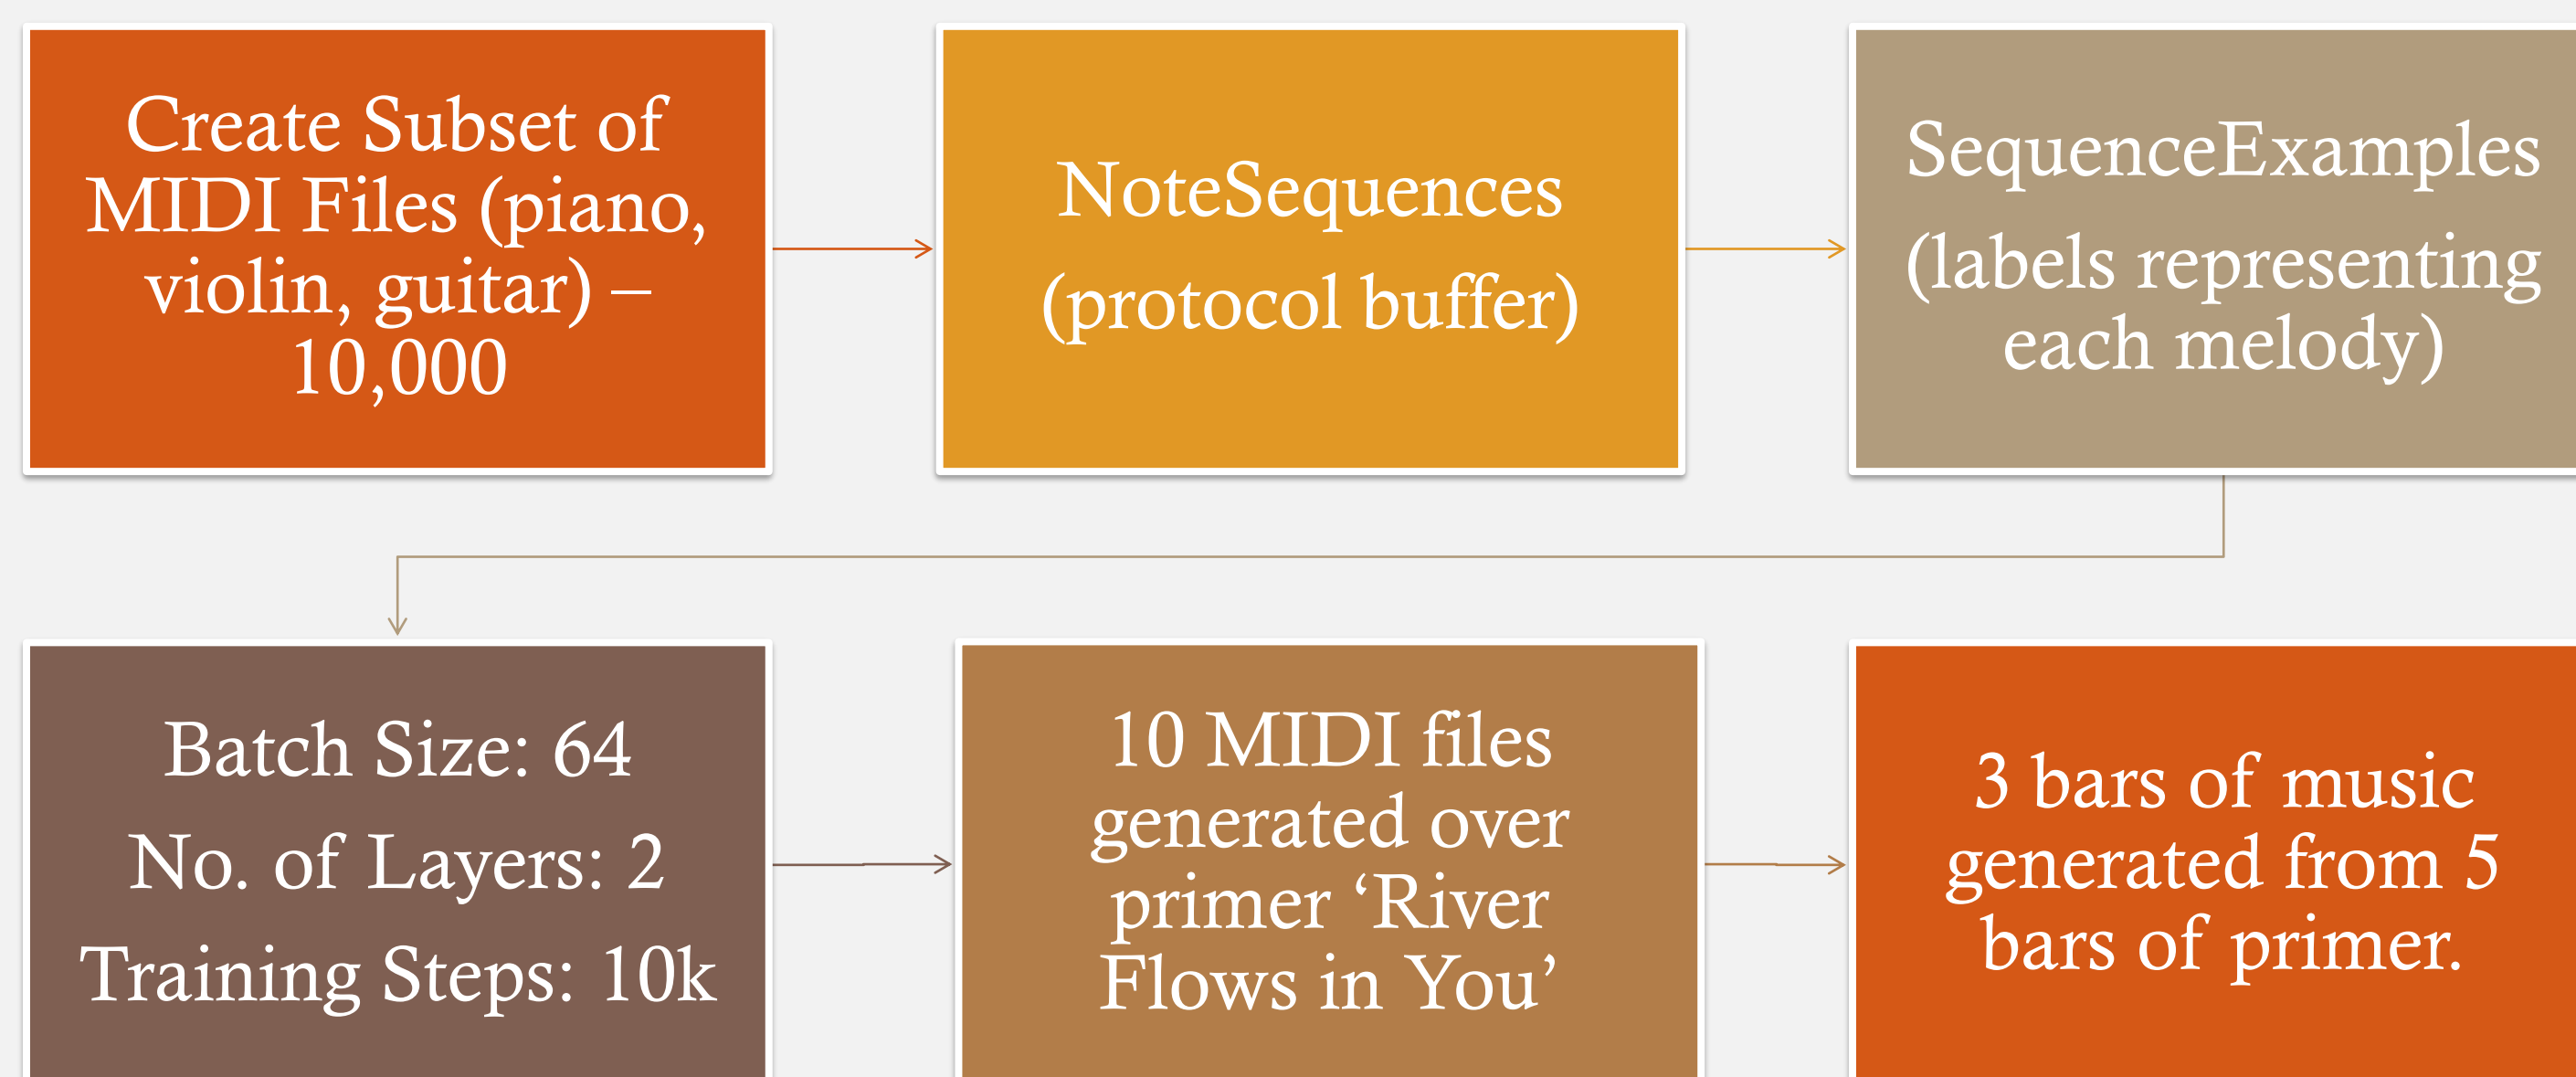 Create Subset of
MIDI Files (piano,
violin, guitar) –
10,000
NoteSequences
(protocol buffer)
SequenceExamples
(labels representing
each melody)
Batch Size: 64
No. of Layers: 2
Training Steps: 10k
10 MIDI files
generated over
primer ‘River
Flows in You’
3 bars of music
generated from 5
bars of primer.